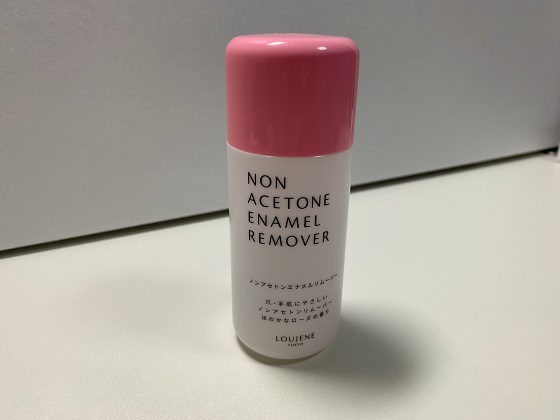 NON
ACETONE
ENAMEL
REMOVER
ノンアセトンエナメルリムーバー
爪・手肌にやさしい
ノンアセトンリムーバー
ほのかなローズの香り
LOUJENE
TOKYO